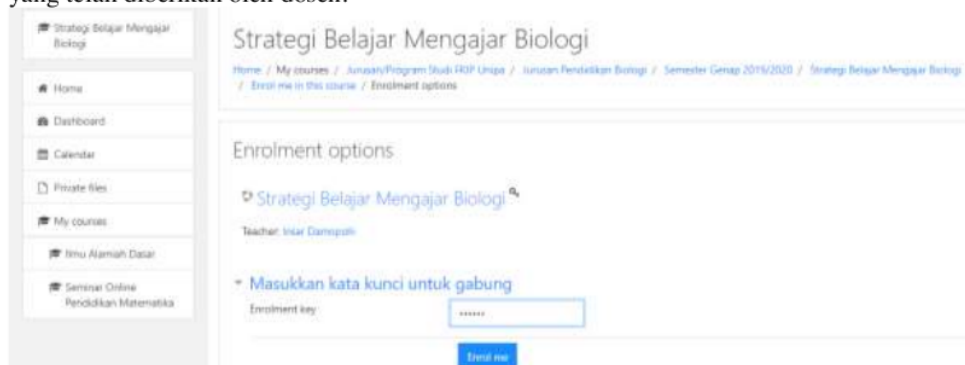 yang telah diberikan oleh dosen.
Strategi Belajar Mengajar
Biologi
Home
Dashboard
Calendar
Private files
My courses
Ilmu Alamiah Dasar
Seminar Online
Pendidikan Matematika
Strategi Belajar Mengajar Biologi
Home / My courses / Jurusan/Program Studi FKIP Unipa / Jurusan Pendidikan Biologi / Semester Genap 2019/2020 / Strategi Belajar Mengajar Biologi
/ Enrol me in this course / Enrolment options
Enrolment options
Strategi Belajar Mengajar Biologi
Teacher: Insar Damopolii
Masukkan kata kunci untuk gabung
Enrolment key
Enrol me